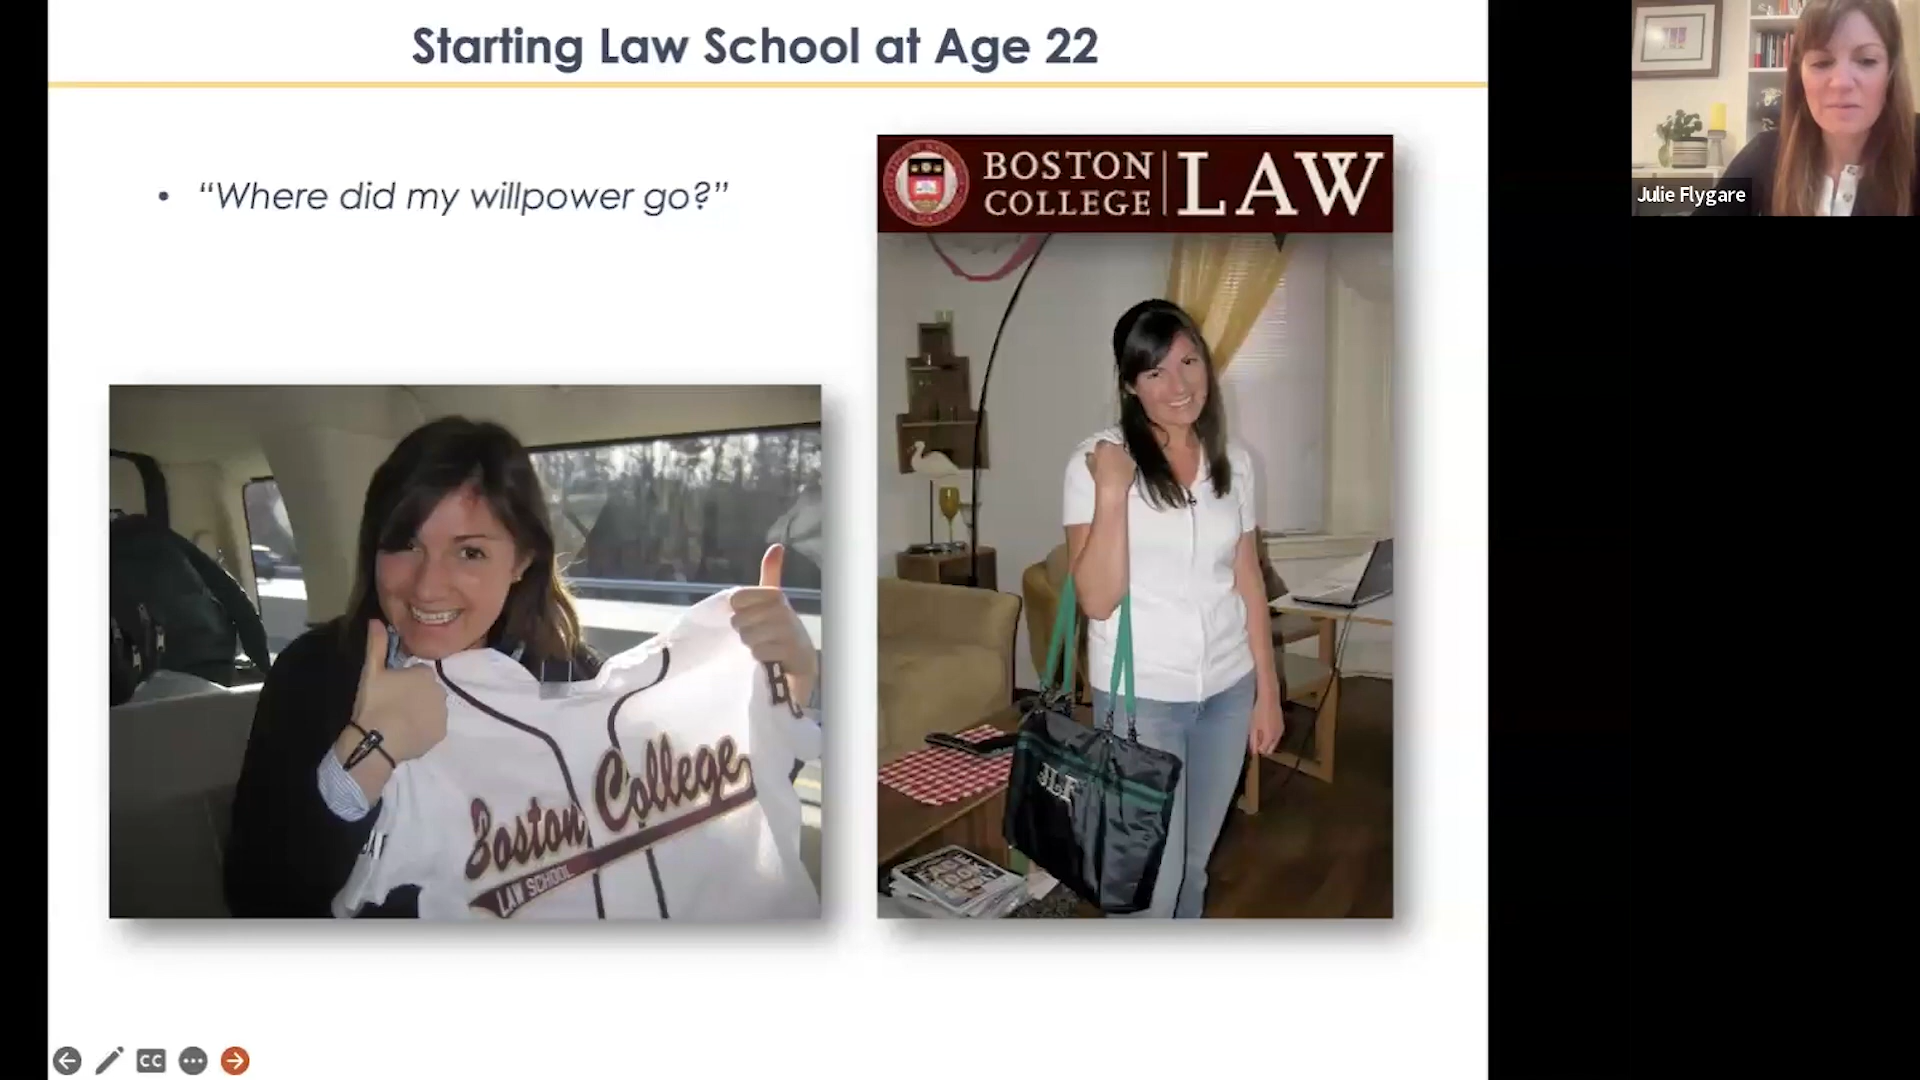 Starting Law School at Age 22
• “Where did my willpower go?”
BOSTON
COLLEGE
LAW
Julie Flygare
B
Boston College
LAW SCHOOL
JLF
CC